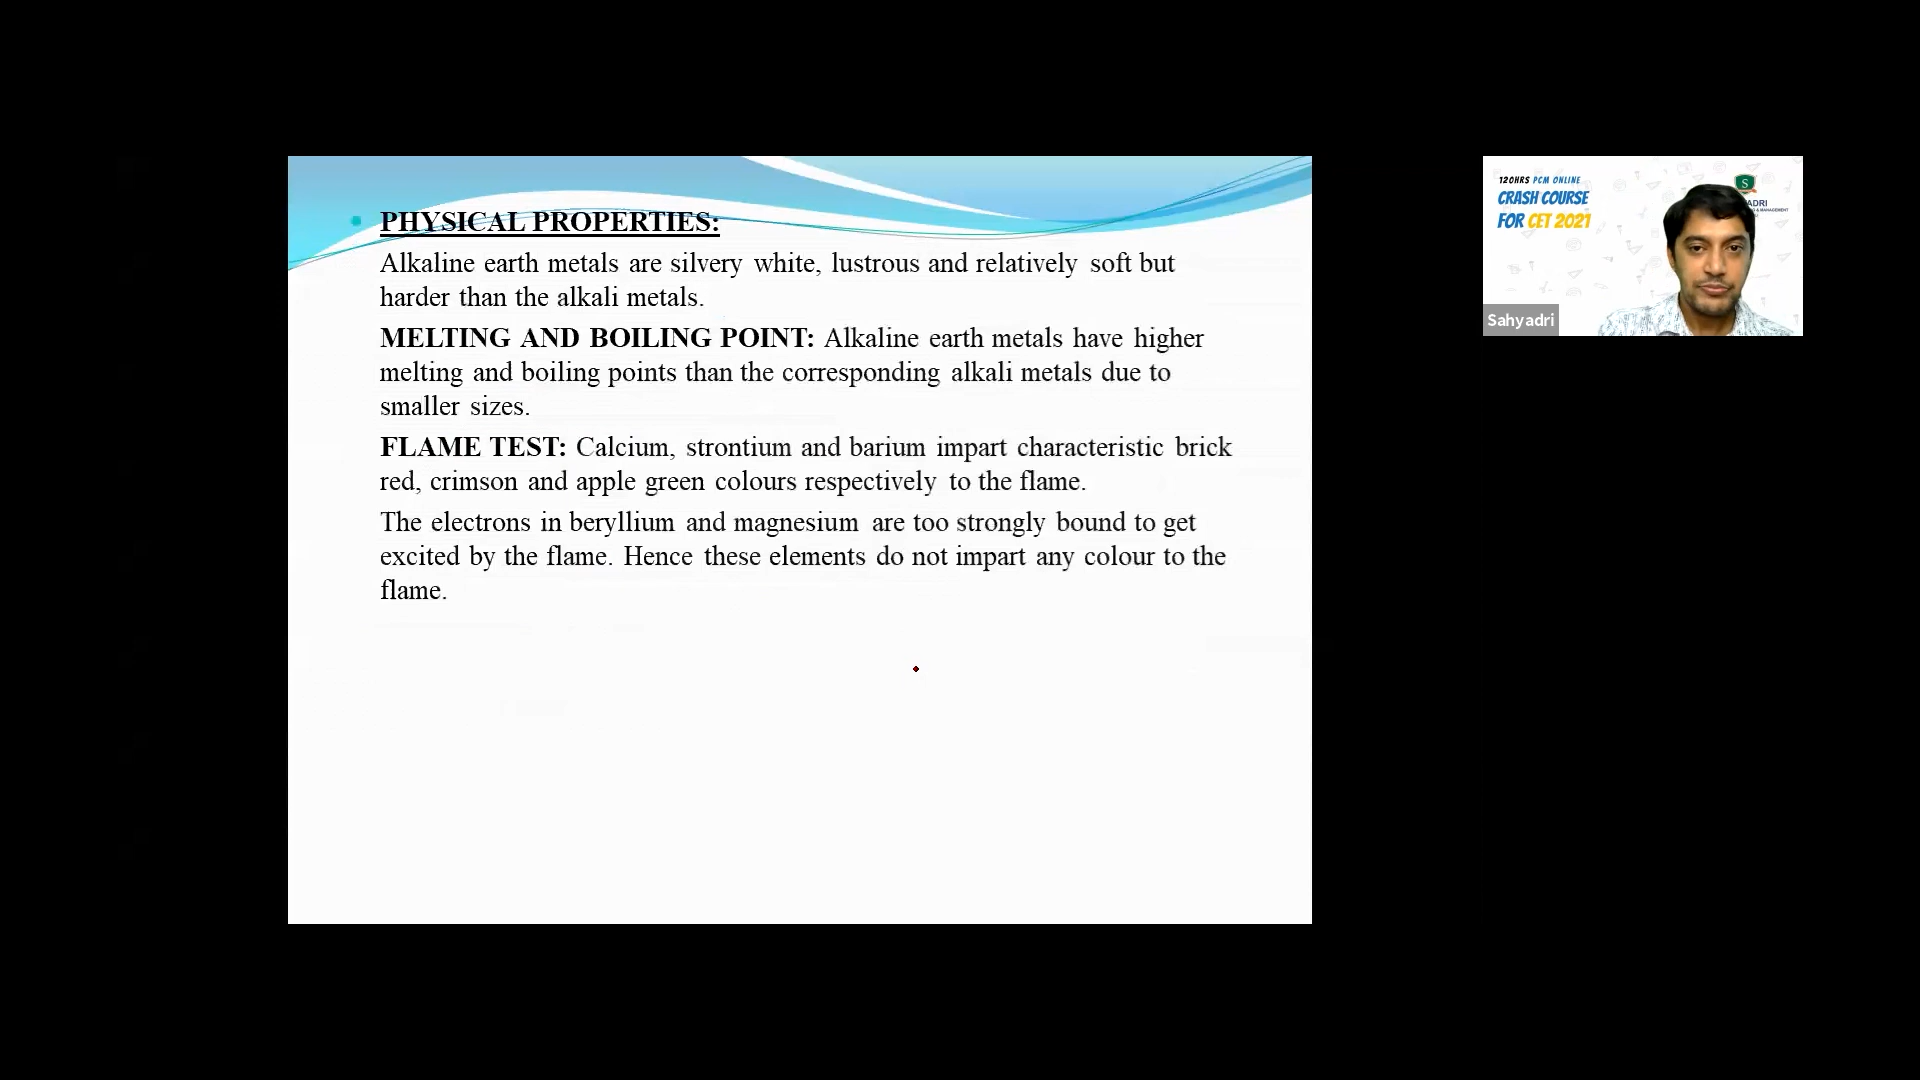 PHYSICAL PROPERTIES:
Alkaline earth metals are silvery white, lustrous and relatively soft but
harder than the alkali metals.
MELTING AND BOILING POINT: Alkaline earth metals have higher
melting and boiling points than the corresponding alkali metals due to
smaller sizes.
FLAME TEST: Calcium, strontium and barium impart characteristic brick
red, crimson and apple green colours respectively to the flame.
The electrons in beryllium and magnesium are too strongly bound to get
excited by the flame. Hence these elements do not impart any colour to the
flame.
120HRS PCM ONLINE
CRASH COURSE
FOR CET 2021
S
& MANAGEMENT
Sahyadri